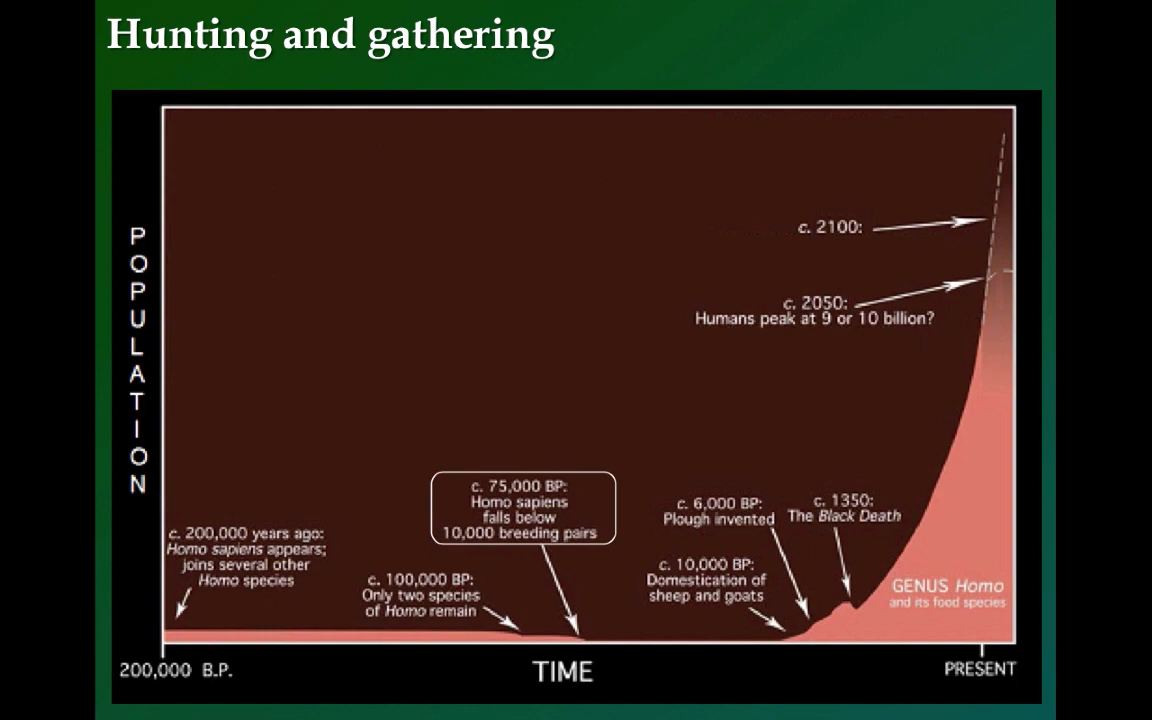 Hunting and gathering
POPULATION
c. 2100:
c. 2050:
Humans peak at 9 or 10 billion?
c. 75,000 BP:
Homo sapiens
falls below
10,000 breeding pairs
c. 6,000 BP:
Plough invented
c. 1350:
The Black Death
c. 200,000 years ago:
Homo sapiens appears;
joins several other
Homo species
c. 100,000 BP:
Only two species
of Homo remain
c. 10,000 BP:
Domestication of
sheep and goats
GENUS Homo
and its food species
200,000 B.P.
TIME
PRESENT